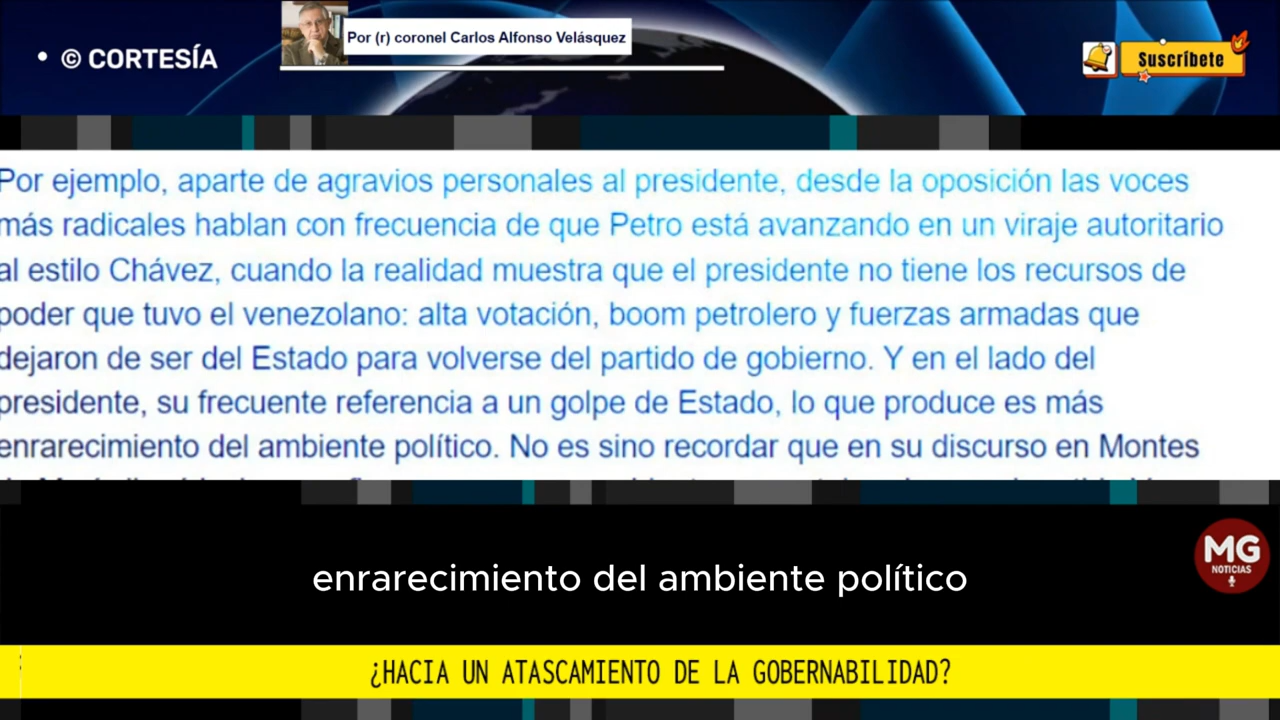 • © CORTESÍA
Por (r) coronel Carlos Alfonso Velásquez
Suscríbete
Por ejemplo, aparte de agravios personales al presidente, desde la oposición las voces
más radicales hablan con frecuencia de que Petro está avanzando en un viraje autoritario
al estilo Chávez, cuando la realidad muestra que el presidente no tiene los recursos de
poder que tuvo el venezolano: alta votación, boom petrolero y fuerzas armadas que
dejaron de ser del Estado para volverse del partido de gobierno. Y en el lado del
presidente, su frecuente referencia a un golpe de Estado, lo que produce es más
enrarecimiento del ambiente político. No es sino recordar que en su discurso en Montes
MG
NOTICIAS
enrarecimiento del ambiente político
¿HACIA UN ATASCAMIENTO DE LA GOBERNABILIDAD?